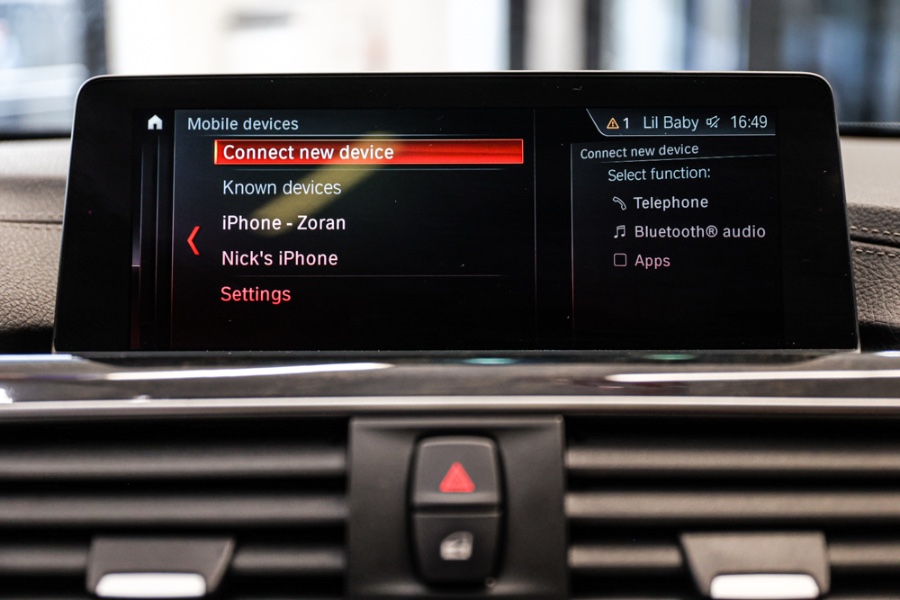 Mobile devices
1 Lil Baby 16:49
Connect new device
Known devices
iPhone - Zoran
Nick's iPhone
Settings
Connect new device
Select function:
Telephone
Bluetooth® audio
Apps